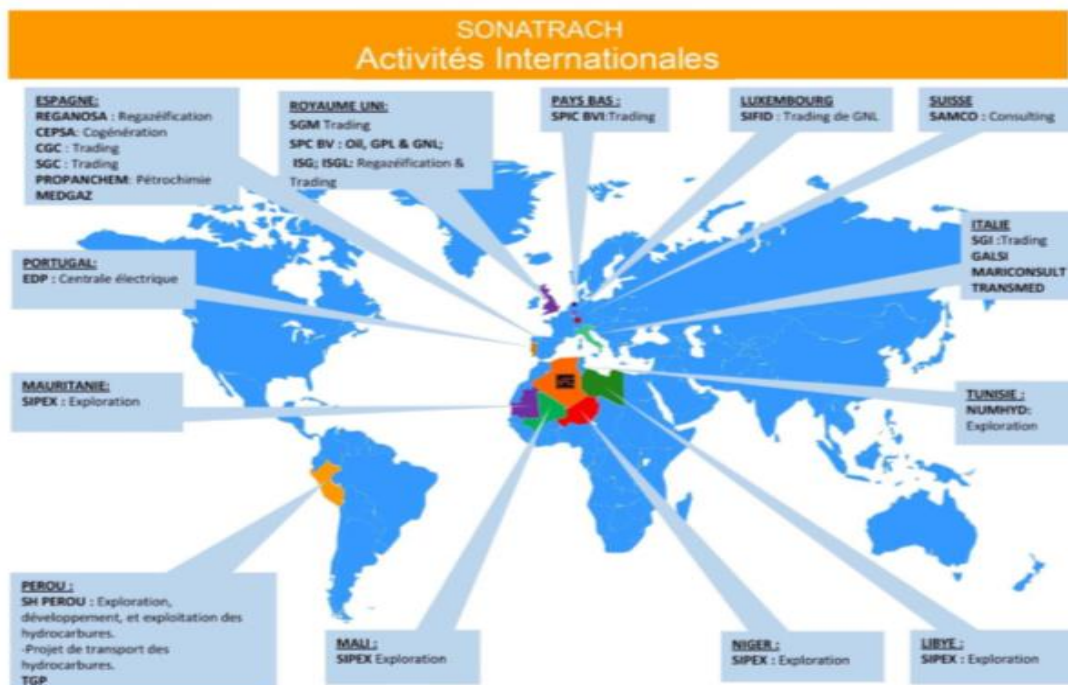 SONATRACH
Activités Internationales
ESPAGNE:
REGANOSA : Regazéification
CEPSA: Cogénération
CGC : Trading
SGC : Trading
PROPANCHEM: Pétrochimie
MEDGAZ
ROYAUME UNI:
SGM Trading
SPC BV : Oil, GPL & GNL;
ISG; ISGL: Regazéification &
Trading
PAYS BAS :
SPIC BVI:Trading
LUXEMBOURG
SIFID : Trading de GNL
SUISSE
SAMCO : Consulting
ITALIE
SGI :Trading
GALSI
MARICONSULT
TRANSMED
PORTUGAL:
EDP : Centrale électrique
MAURITANIE:
SIPEX : Exploration
TUNISIE :
NUMHYD:
Exploration
PEROU :
SH PEROU : Exploration,
développement, et exploitation des
hydrocarbures.
-Projet de transport des
hydrocarbures.
TGP
MALI :
SIPEX Exploration
NIGER :
SIPEX : Exploration
LIBYE :
SIPEX : Exploration